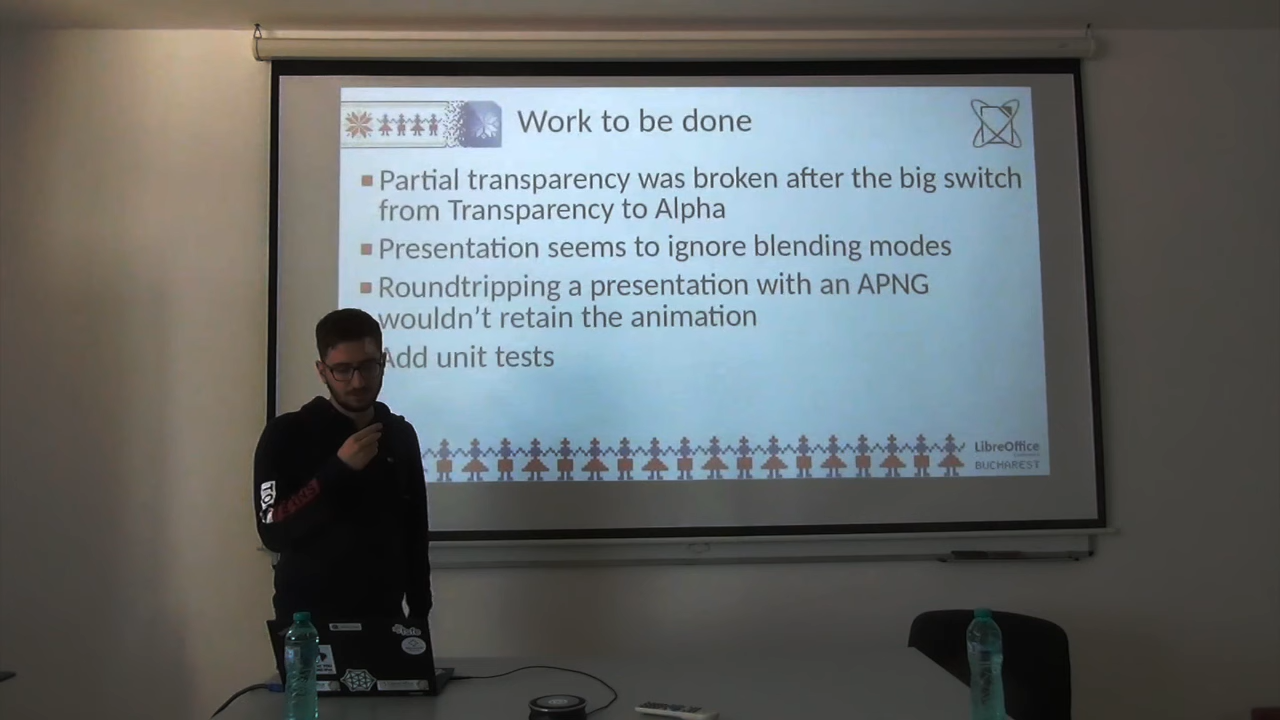 Work to be done
Partial transparency was broken after the big switch
from Transparency to Alpha
Presentation seems to ignore blending modes
Roundtripping a presentation with an APNG
wouldn't retain the animation
Add unit tests
LibreOffice
BUCHAREST